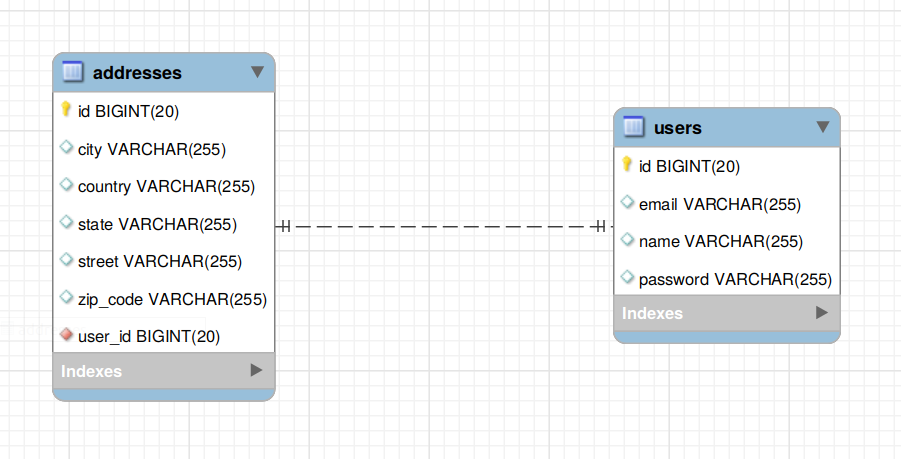 addresses
id BIGINT(20)
city VARCHAR(255)
country VARCHAR(255)
state VARCHAR(255)
street VARCHAR(255)
zip_code VARCHAR(255)
user_id BIGINT(20)
Indexes
users
id BIGINT(20)
email VARCHAR(255)
name VARCHAR(255)
password VARCHAR(255)
Indexes